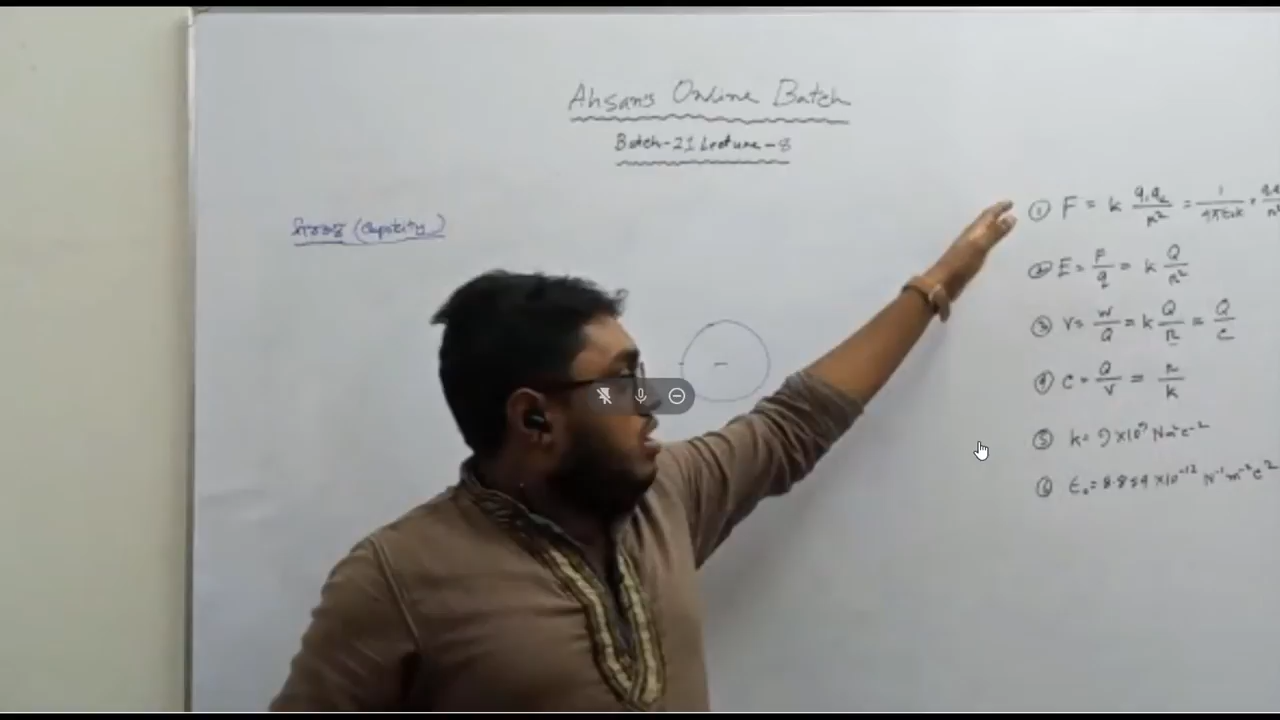 Ahsan's Online Batch
Batch-21 Lecture-8
ধারকত্ব (Capacity)
① F = k q₁q₂/r² = 1/4πε₀k ×
② E = F/q = k Q/r²
③ V = W/Q = k Q/r = Q/C
④ C = Q/V = r/k
⑤ k = 9×10⁹ Nm²C⁻²
⑥ ε₀ = 8.854 ×10⁻¹² N⁻¹m⁻²C²